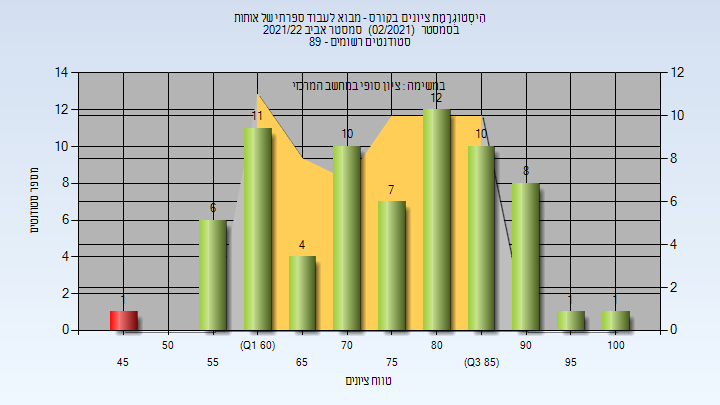 היסטוגרמת ציונים בקורס - מבוא לעבוד ספרתי של אותות
בסמסטר (02/2021) סמסטר אביב 2021/22
סטודנטים רשומים - 89
במשימה : ציון סופי במחשב המרכזי
14 12
12 10
10 8
8 6
6 4
4 2
2 0
0
מספר סטודנטים
1 6 11 4 10 7 12 10 8 1 1
50 (Q1 60) 70 80 90 100
45 55 65 75 (Q3 85) 95
טווח ציונים